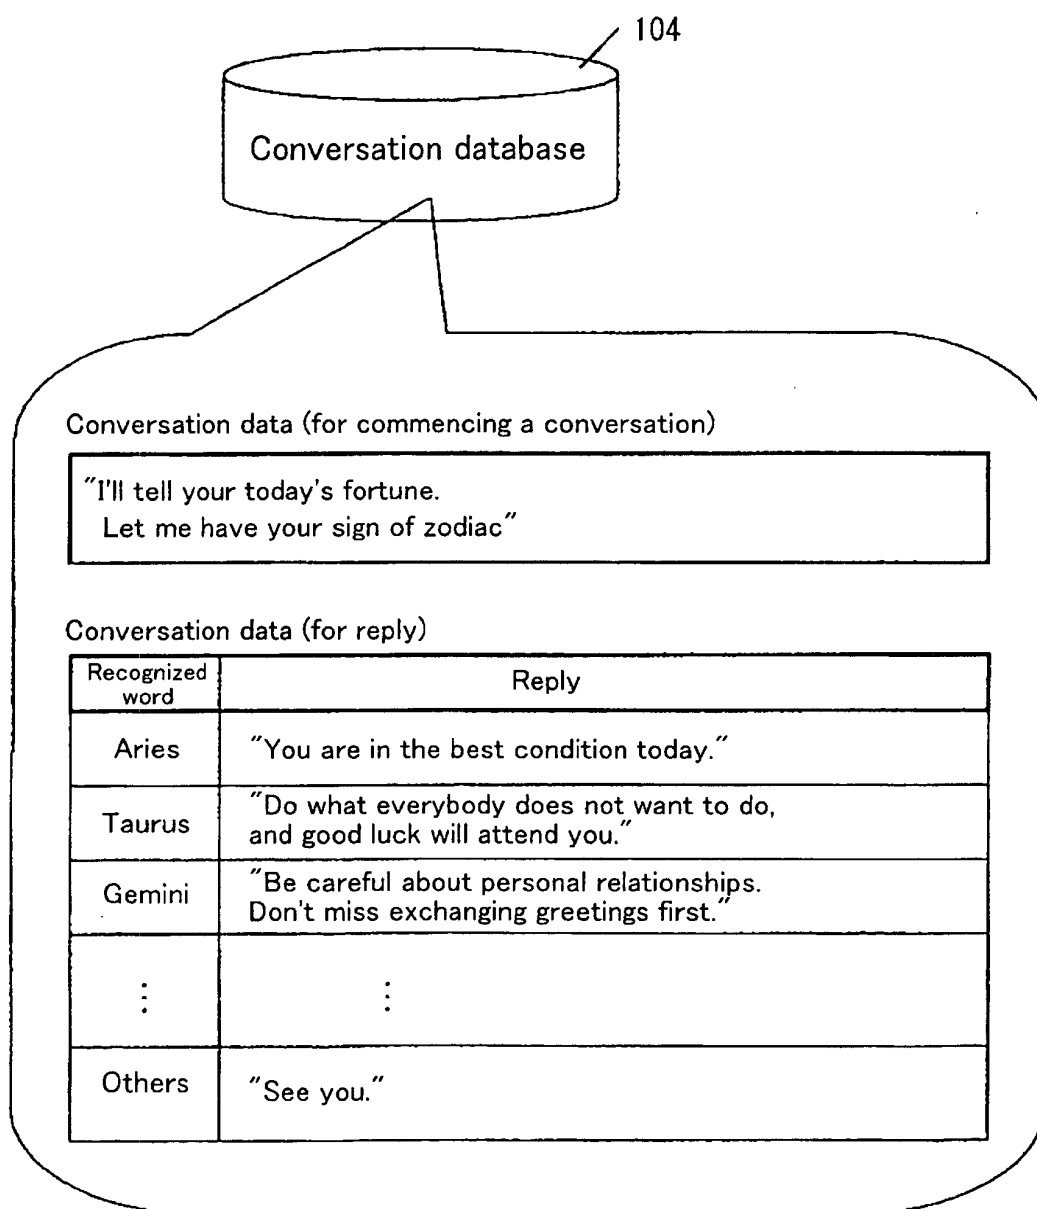 104
Conversation database
Conversation data (for commencing a conversation)
"I'll tell your today's fortune.
Let me have your sign of zodiac"
Conversation data (for reply)
Recognized
word
Reply
Aries
"You are in the best condition today."
Taurus
"Do what everybody does not want to do,
and good luck will attend you."
Gemini
"Be careful about personal relationships.
Don't miss exchanging greetings first."
⋮
⋮
Others
"See you."